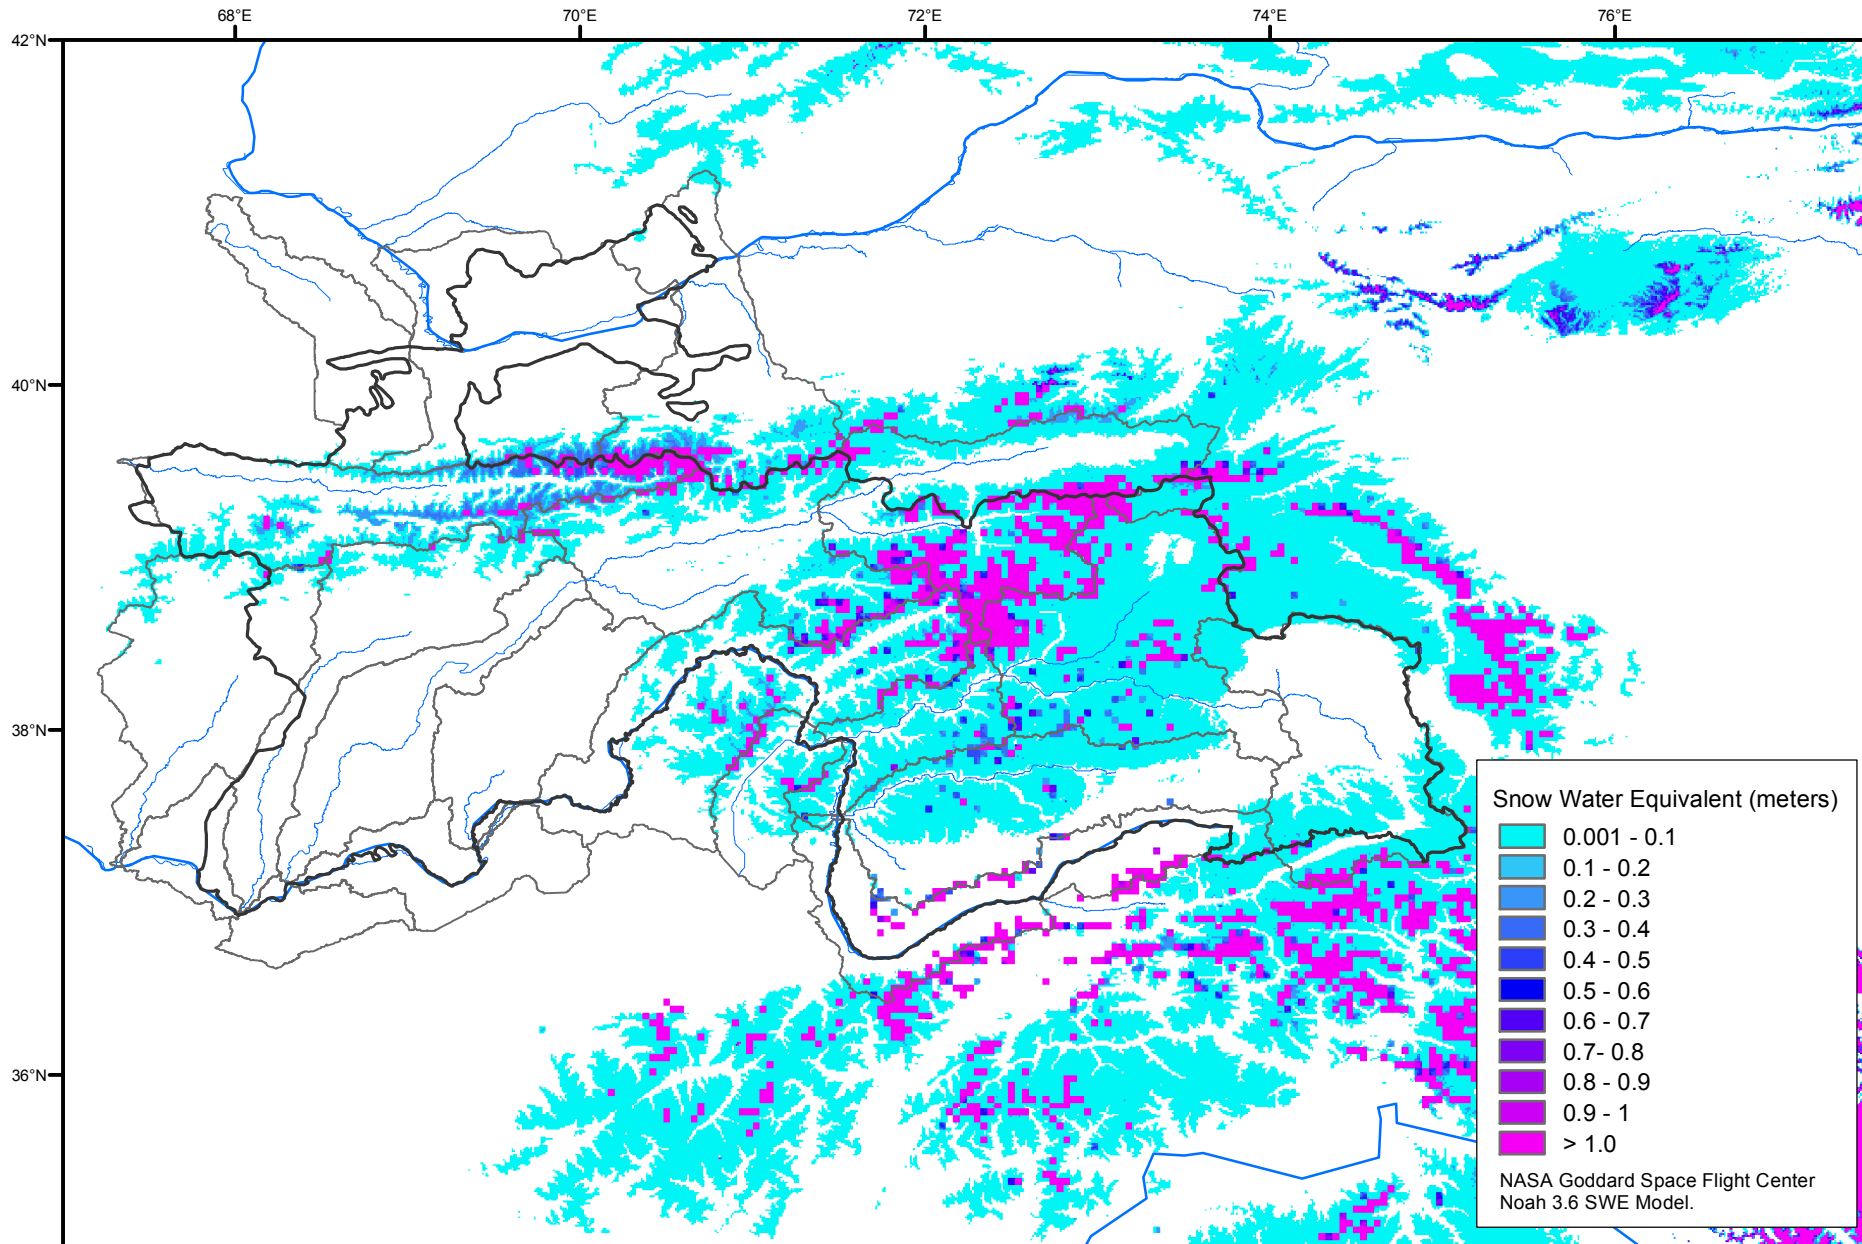 68°E
70°E
72°E
74°E
76°E
42°N
40°N
38°N
36°N
Snow Water Equivalent (meters)
0.001 - 0.1
0.1 - 0.2
0.2 - 0.3
0.3 - 0.4
0.4 - 0.5
0.5 - 0.6
0.6 - 0.7
0.7- 0.8
0.8 - 0.9
0.9 - 1
> 1.0
NASA Goddard Space Flight Center
Noah 3.6 SWE Model.